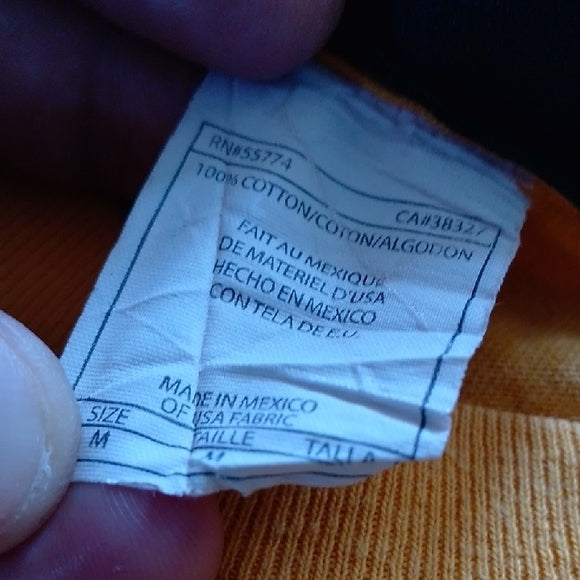 RN#55774 CA#38327
100% COTTON/COTON/ALGODON
FAIT AU MEXIQUE
DE MATERIEL D'USA
HECHO EN MEXICO
CON TELA DE E.U.
MADE IN MEXICO
OF USA FABRIC
SIZE TAILLE TALLA
M M